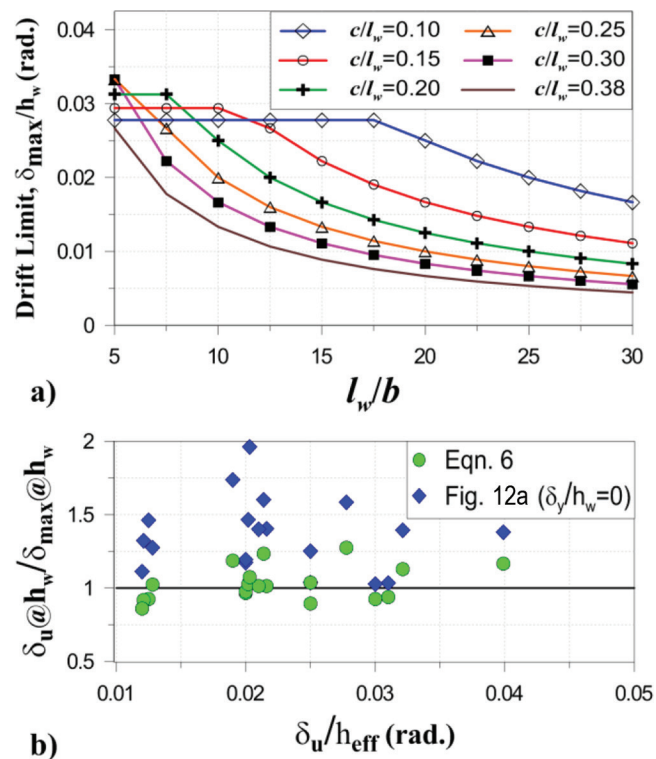 0.04
0.03
0.02
0.01
0
Drift Limit, δmax/hw (rad.)
c/lw=0.10
c/lw=0.25
c/lw=0.15
c/lw=0.30
c/lw=0.20
c/lw=0.38
5 10 15 20 25 30
a)
lw/b
2
1.5
1
0.5
δu@hw/δmax@hw
Eqn. 6
Fig. 12a (δy/hw=0)
0.01 0.02 0.03 0.04 0.05
b)
δu/heff (rad.)